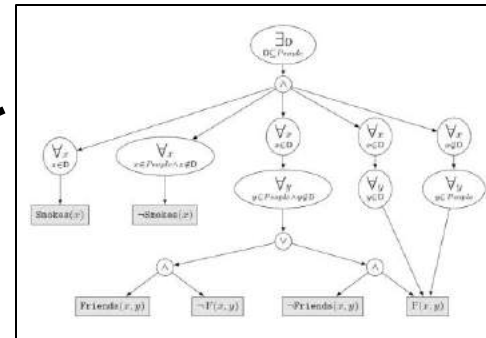 ∃D
D⊆People
∧
∀x
x∈D
∀x
x∈People∧x∉D
∀x
x∈D
∀x
x∈D
∀x
x∉D
∀y
y∈People∧y∉D
∀y
y∈D
∀y
y∈People
Smokes(x)
¬Smokes(x)
∨
∧
∧
Friends(x,y)
¬F(x,y)
¬Friends(x,y)
F(x,y)